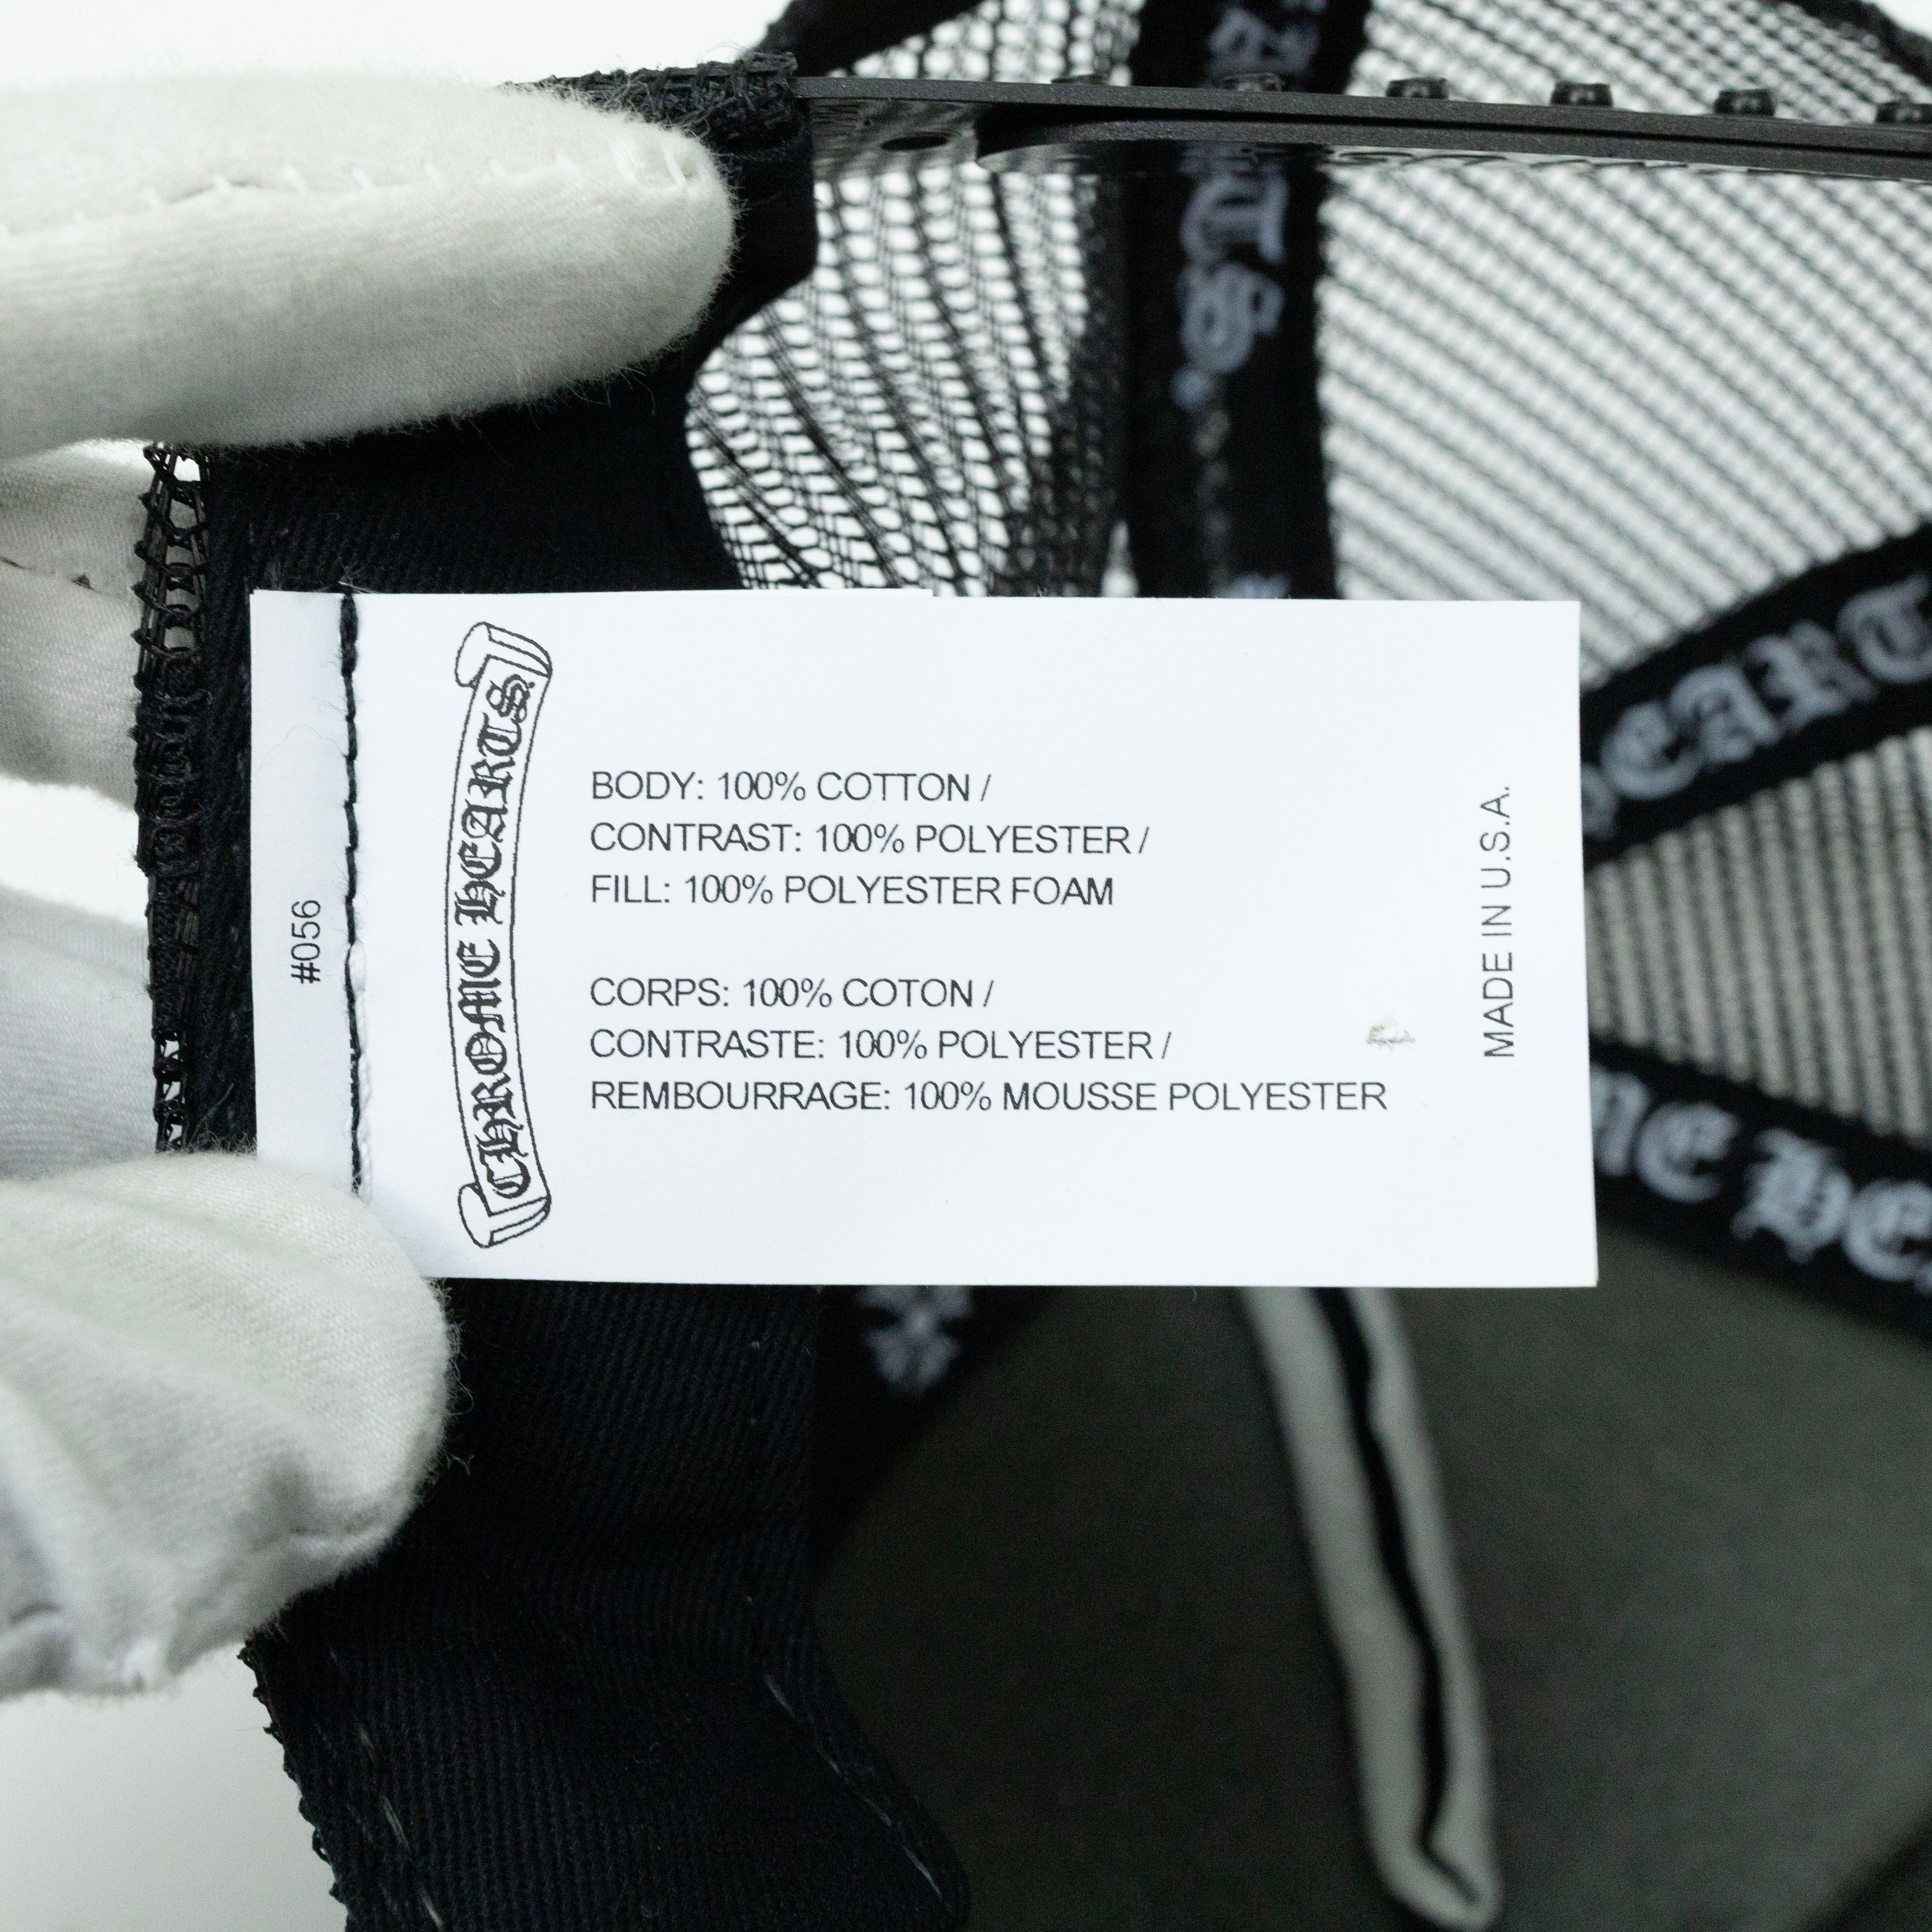 #056
CHROME HEARTS
BODY: 100% COTTON /
CONTRAST: 100% POLYESTER /
FILL: 100% POLYESTER FOAM
CORPS: 100% COTON /
CONTRASTE: 100% POLYESTER /
REMBOURRAGE: 100% MOUSSE POLYESTER
MADE IN U.S.A.